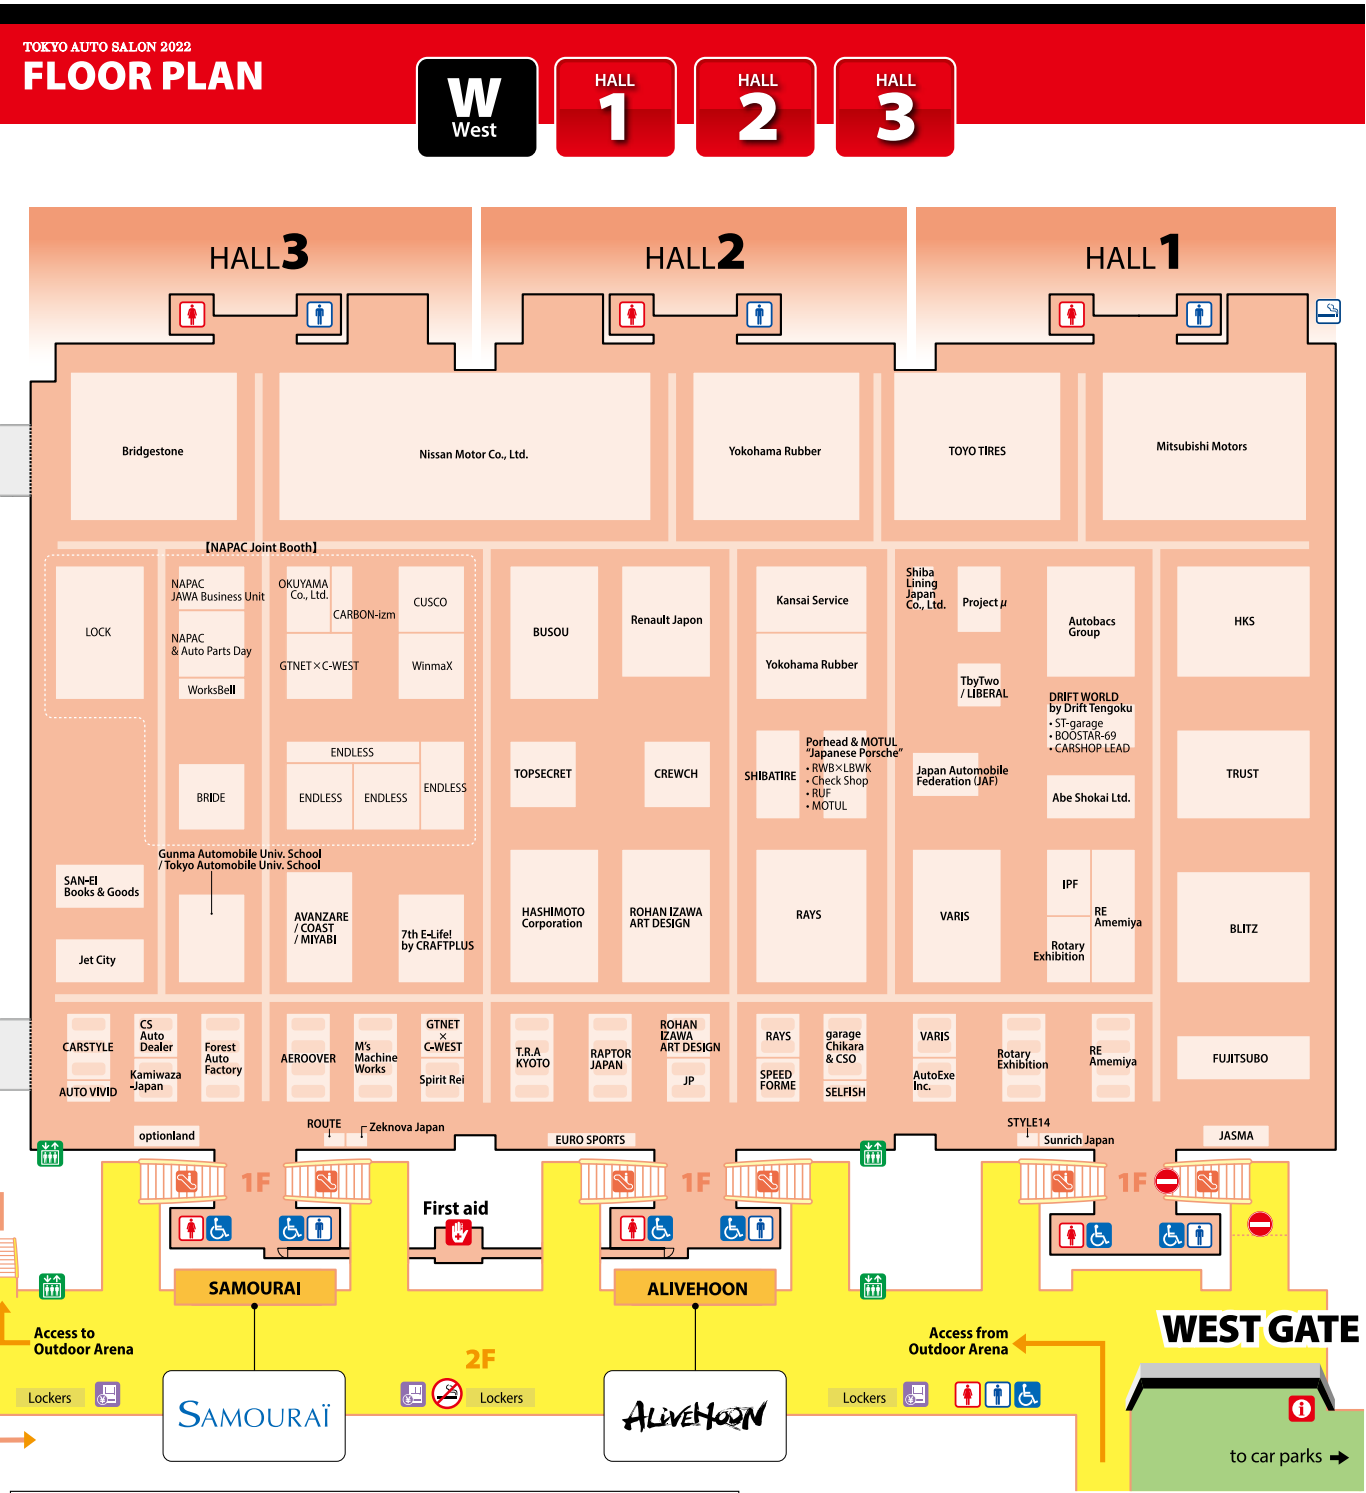 TOKYO AUTO SALON 2022
FLOOR PLAN
W
West
HALL
1
HALL
2
HALL
3
HALL3
HALL2
HALL1
Bridgestone
Nissan Motor Co., Ltd.
Yokohama Rubber
TOYO TIRES
Mitsubishi Motors
【NAPAC Joint Booth】
LOCK
NAPAC
JAWA Business Unit
NAPAC
& Auto Parts Day
WorksBell
OKUYAMA
Co., Ltd.
CARBON-izm
GTNET×C-WEST
CUSCO
WinmaX
BRIDE
ENDLESS
ENDLESS
ENDLESS
ENDLESS
BUSOU
Renault Japon
Kansai Service
Yokohama Rubber
Shiba
Lining
Japan
Co., Ltd.
Project μ
TbyTwo
/ LIBERAL
Autobacs
Group
HKS
DRIFT WORLD
by Drift Tengoku
• ST-garage
• BOOSTAR-69
• CARSHOP LEAD
TOPSECRET
CREWCH
SHIBATIRE
Porhead & MOTUL
“Japanese Porsche”
• RWB×LBWK
• Check Shop
• RUF
• MOTUL
Japan Automobile
Federation (JAF)
Abe Shokai Ltd.
TRUST
Gunma Automobile Univ. School
/ Tokyo Automobile Univ. School
SAN-EI
Books & Goods
Jet City
AVANZARE
/ COAST
/ MIYABI
7th E-Life!
by CRAFTPLUS
HASHIMOTO
Corporation
ROHAN IZAWA
ART DESIGN
RAYS
VARIS
IPF
Rotary
Exhibition
RE
Amemiya
BLITZ
CARSTYLE
AUTO VIVID
CS
Auto
Dealer
Kamiwaza
-Japan
Forest
Auto
Factory
AEROOVER
M's
Machine
Works
GTNET
×
C-WEST
Spirit Rei
T.R.A
KYOTO
RAPTOR
JAPAN
ROHAN
IZAWA
ART DESIGN
JP
RAYS
SPEED
FORME
garage
Chikara
& CSO
SELFISH
VARIS
AutoExe
Inc.
Rotary
Exhibition
RE
Amemiya
FUJITSUBO
optionland
ROUTE
Zeknova Japan
EURO SPORTS
STYLE14
Sunrich Japan
JASMA
1F
1F
1F
First aid
SAMOURAI
ALIVEHOON
Access to
Outdoor Arena
2F
Access from
Outdoor Arena
WEST GATE
Lockers
Lockers
Lockers
SAMOURAÏ
ALiVEHOON
to car parks